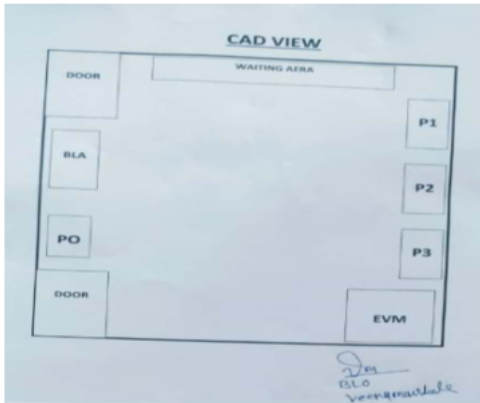 CAD VIEW
WAITING AERA
DOOR
P1
BLA
P2
PO
P3
DOOR
EVM
BLO